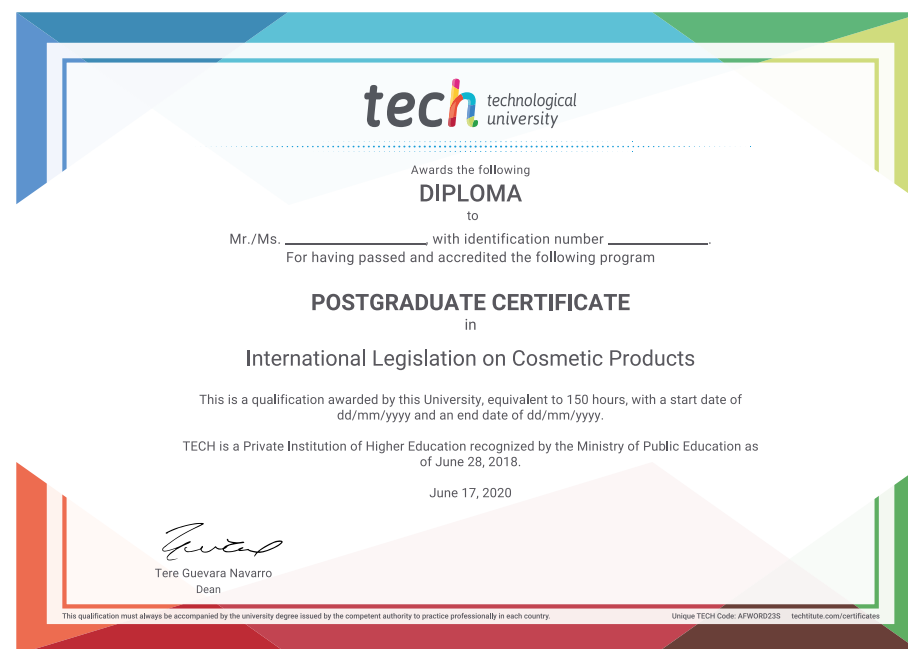 tech technological
university
Awards the following
DIPLOMA
to
Mr./Ms. ________________, with identification number ____________.
For having passed and accredited the following program
POSTGRADUATE CERTIFICATE
in
International Legislation on Cosmetic Products
This is a qualification awarded by this University, equivalent to 150 hours, with a start date of
dd/mm/yyyy and an end date of dd/mm/yyyy.
TECH is a Private Institution of Higher Education recognized by the Ministry of Public Education as
of June 28, 2018.
June 17, 2020
Tere Guevara Navarro
Dean
This qualification must always be accompanied by the university degree issued by the competent authority to practice professionally in each country. Unique TECH Code: AFWORD23S techtitute.com/certificates